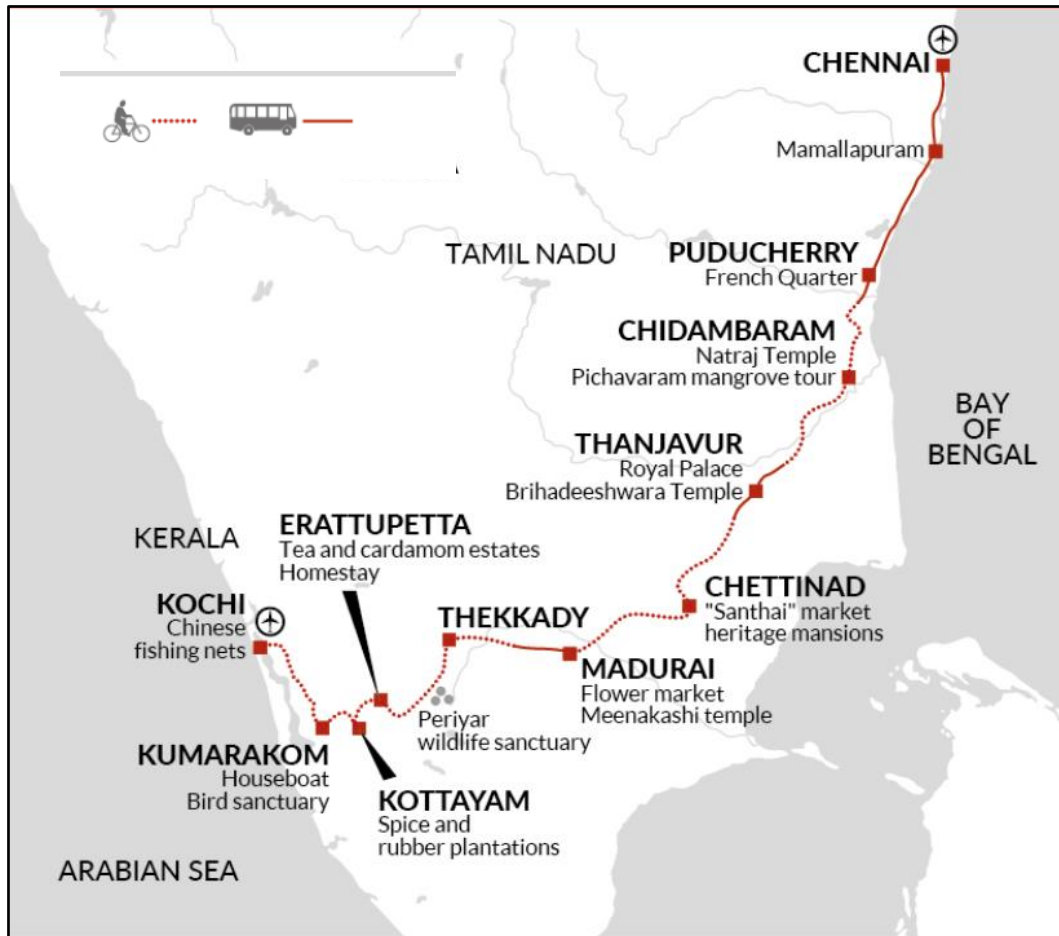 CHENNAI
Mamallapuram
TAMIL NADU
PUDUCHERRY
French Quarter
CHIDAMBARAM
Natraj Temple
Pichavaram mangrove tour
BAY
OF
BENGAL
THANJAVUR
Royal Palace
Brihadeeshwara Temple
KERALA
ERATTUPETTA
Tea and cardamom estates
Homestay
KOCHI
Chinese
fishing nets
THEKKADY
CHETTINAD
"Santhai" market
heritage mansions
MADURAI
Flower market
Meenakashi temple
Periyar
wildlife sanctuary
KUMARAKOM
Houseboat
Bird sanctuary
KOTTAYAM
Spice and
rubber plantations
ARABIAN SEA